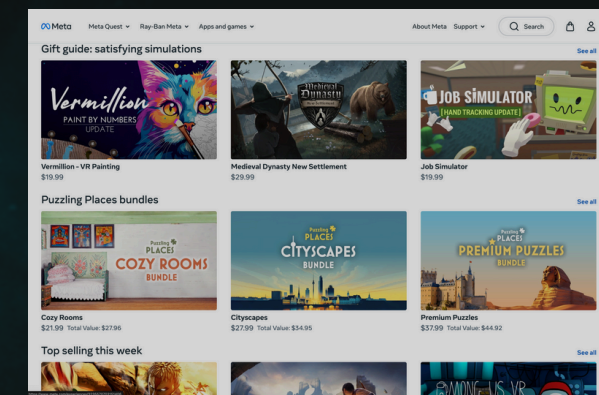 Meta
Meta Quest
Ray-Ban Meta
Apps and games
About Meta
Support
Search
Gift guide: satisfying simulations
See all
Vermillion
PAINT BY NUMBERS
UPDATE
Medieval
Dynasty
JOB SIMULATOR
[HAND TRACKING UPDATE]
Vermillion - VR Painting
$19.99
Medieval Dynasty New Settlement
$29.99
Job Simulator
$19.99
Puzzling Places bundles
See all
Puzzling
PLACES
COZY ROOMS
BUNDLE
Puzzling
PLACES
CITYSCAPES
BUNDLE
Puzzling
PLACES
PREMIUM PUZZLES
BUNDLE
Cozy Rooms
$21.99 Total Value: $27.96
Cityscapes
$27.99 Total Value: $34.95
Premium Puzzles
$37.99 Total Value: $44.92
Top selling this week
See all
AMONG US VR